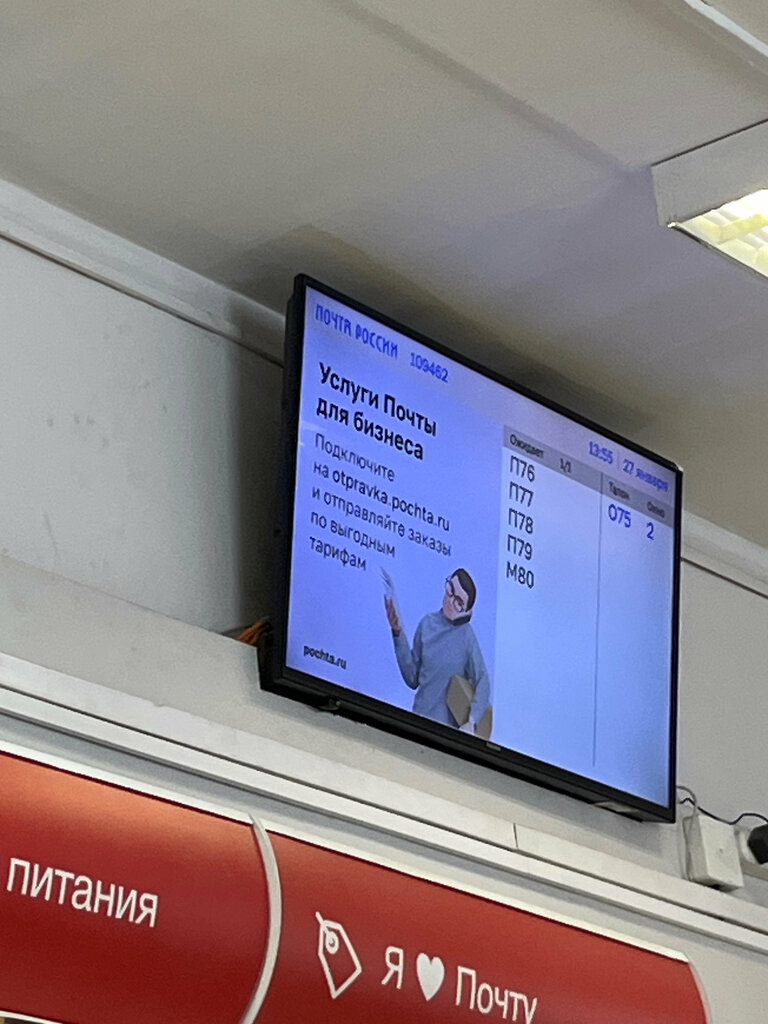 ПОЧТА РОССИИ 109462
13:55 27 января
Услуги Почты
для бизнеса
Подключите
на otpravka.pochta.ru
и отправляйте заказы
по выгодным
тарифам
pochta.ru
Ожидает 1/1
П76
П77
П78
П79
М80
Талон Окно
О75 2
питания
Я ♥ Почту